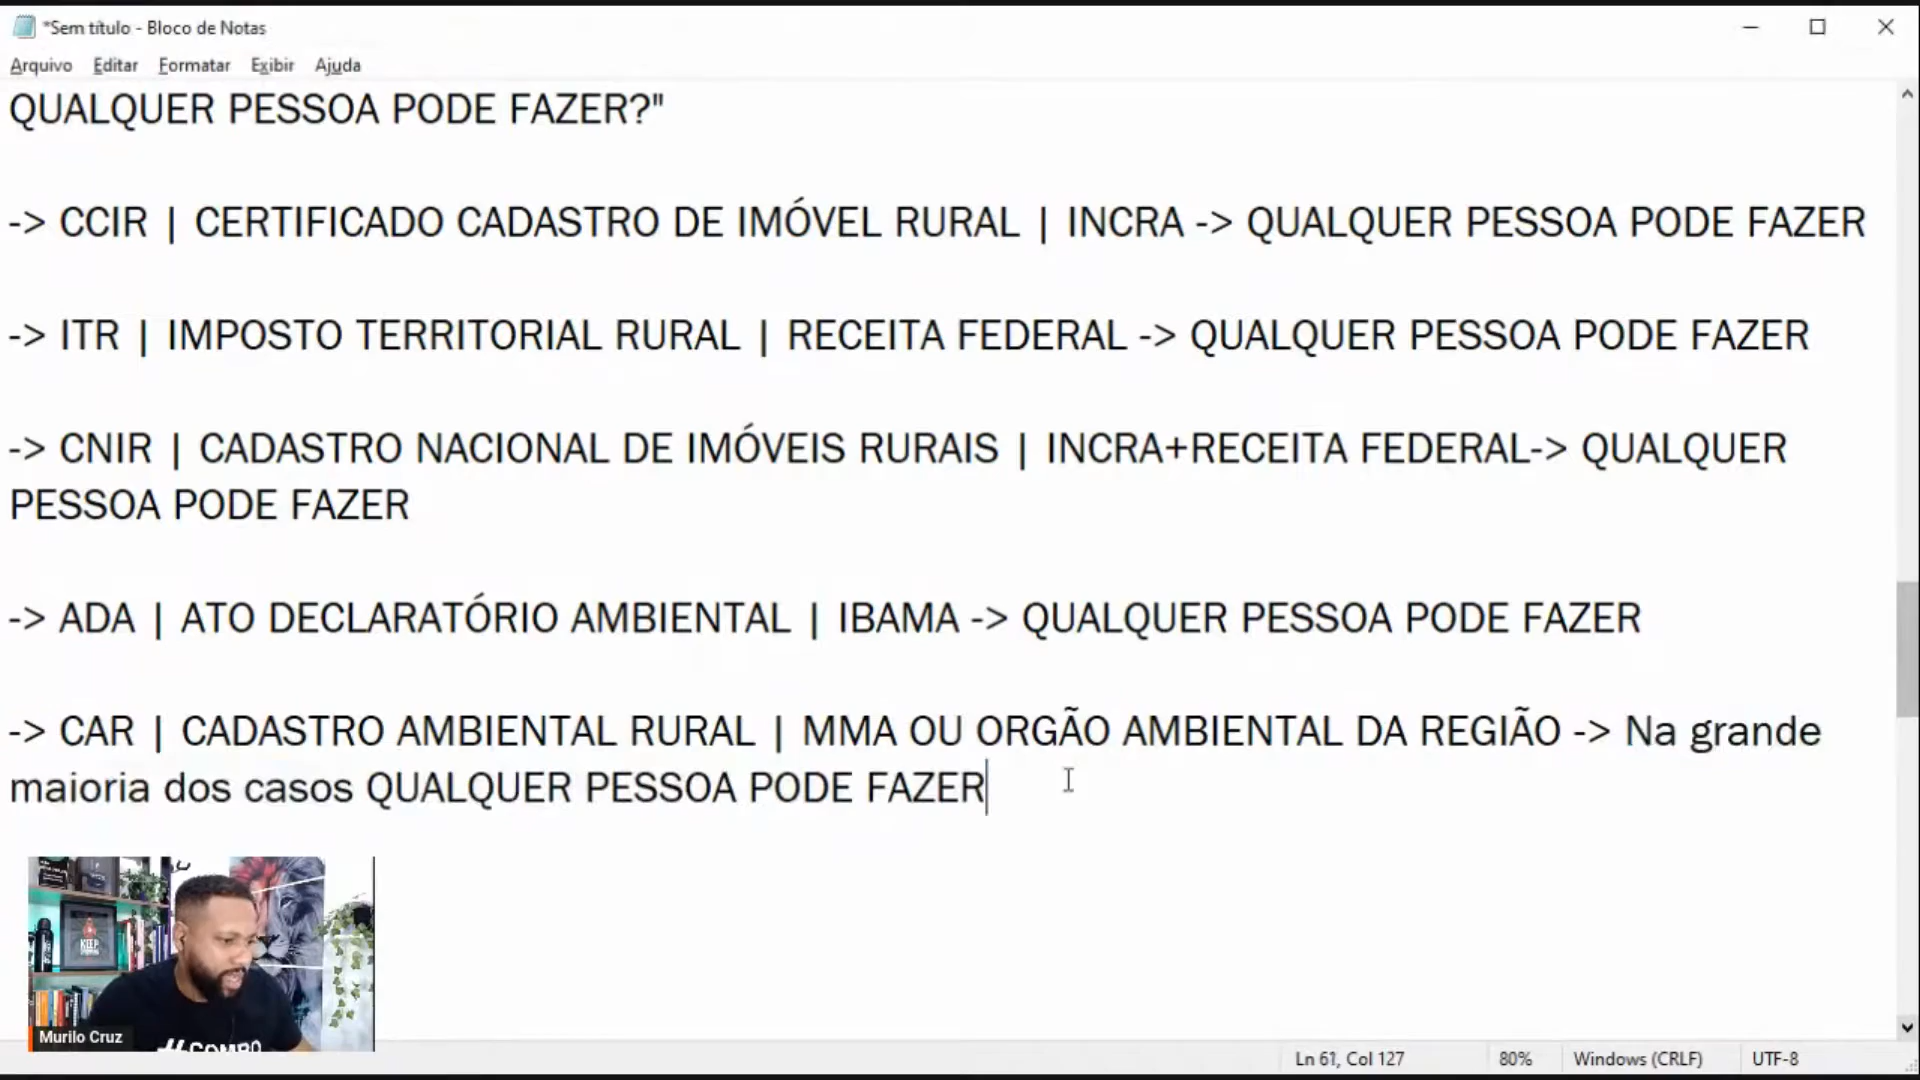 *Sem título - Bloco de Notas
Arquivo Editar Formatar Exibir Ajuda
QUALQUER PESSOA PODE FAZER?"
-> CCIR | CERTIFICADO CADASTRO DE IMÓVEL RURAL | INCRA -> QUALQUER PESSOA PODE FAZER
-> ITR | IMPOSTO TERRITORIAL RURAL | RECEITA FEDERAL -> QUALQUER PESSOA PODE FAZER
-> CNIR | CADASTRO NACIONAL DE IMÓVEIS RURAIS | INCRA+RECEITA FEDERAL-> QUALQUER
PESSOA PODE FAZER
-> ADA | ATO DECLARATÓRIO AMBIENTAL | IBAMA -> QUALQUER PESSOA PODE FAZER
-> CAR | CADASTRO AMBIENTAL RURAL | MMA OU ORGÃO AMBIENTAL DA REGIÃO -> Na grande
maioria dos casos QUALQUER PESSOA PODE FAZER
KEEP
Murilo Cruz
#COMBO
Ln 61, Col 127 80% Windows (CRLF) UTF-8